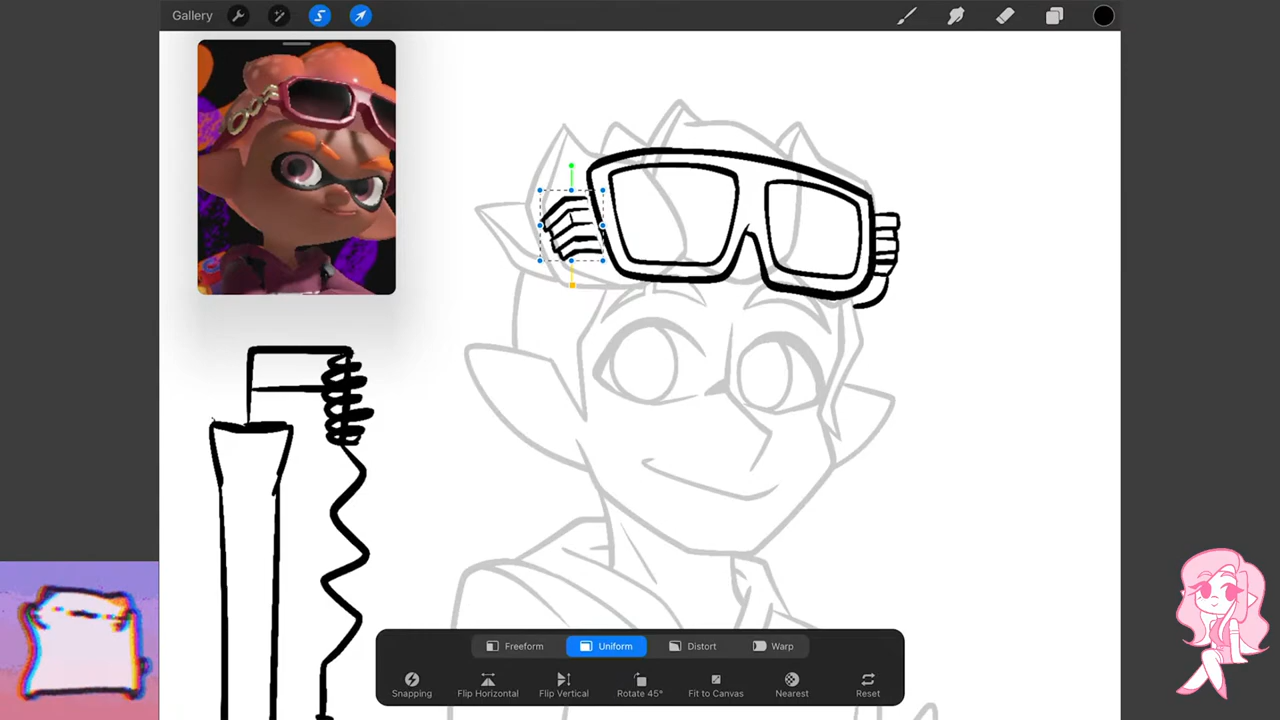 Gallery
Freeform Uniform Distort Warp
Snapping Flip Horizontal Flip Vertical Rotate 45° Fit to Canvas Nearest Reset